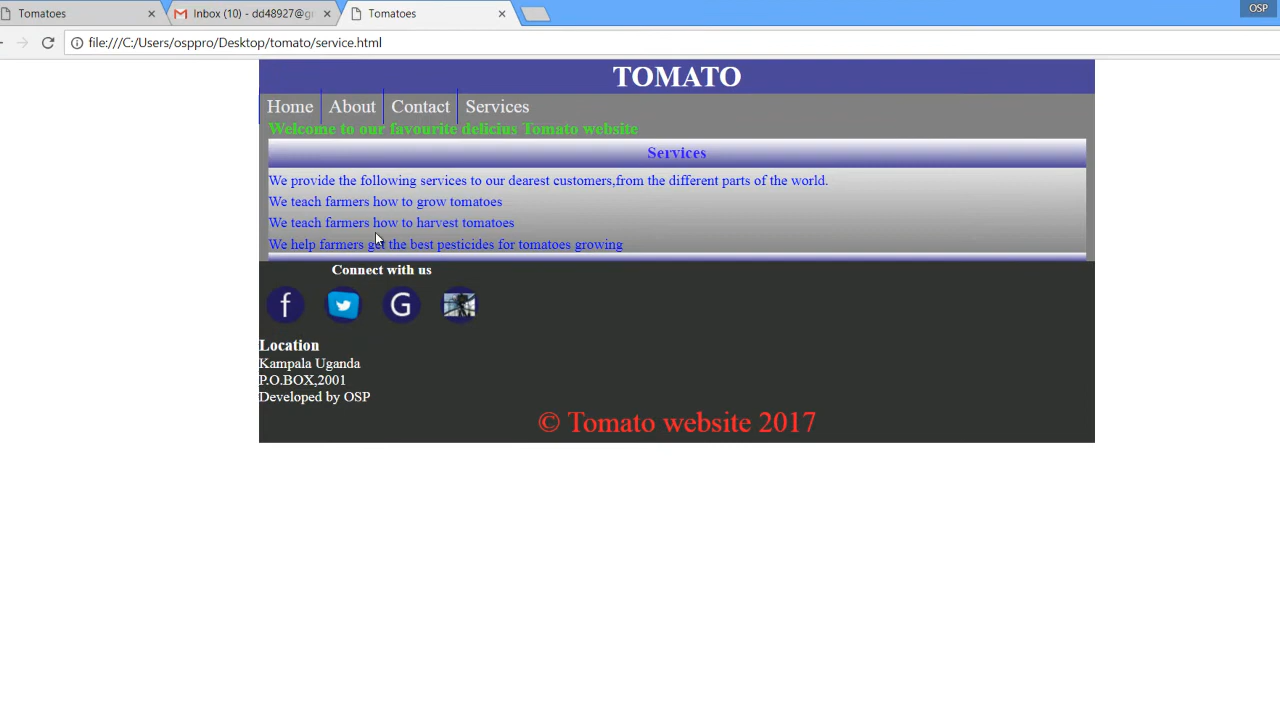 Tomatoes
Inbox (10) - dd48927@g
Tomatoes
OSP
file:///C:/Users/osppro/Desktop/tomato/service.html
TOMATO
Home About Contact Services
Welcome to our favourite delicius Tomato website
Services
We provide the following services to our dearest customers,from the different parts of the world.
We teach farmers how to grow tomatoes
We teach farmers how to harvest tomatoes
We help farmers get the best pesticides for tomatoes growing
Connect with us
f G
Location
Kampala Uganda
P.O.BOX,2001
Developed by OSP
© Tomato website 2017